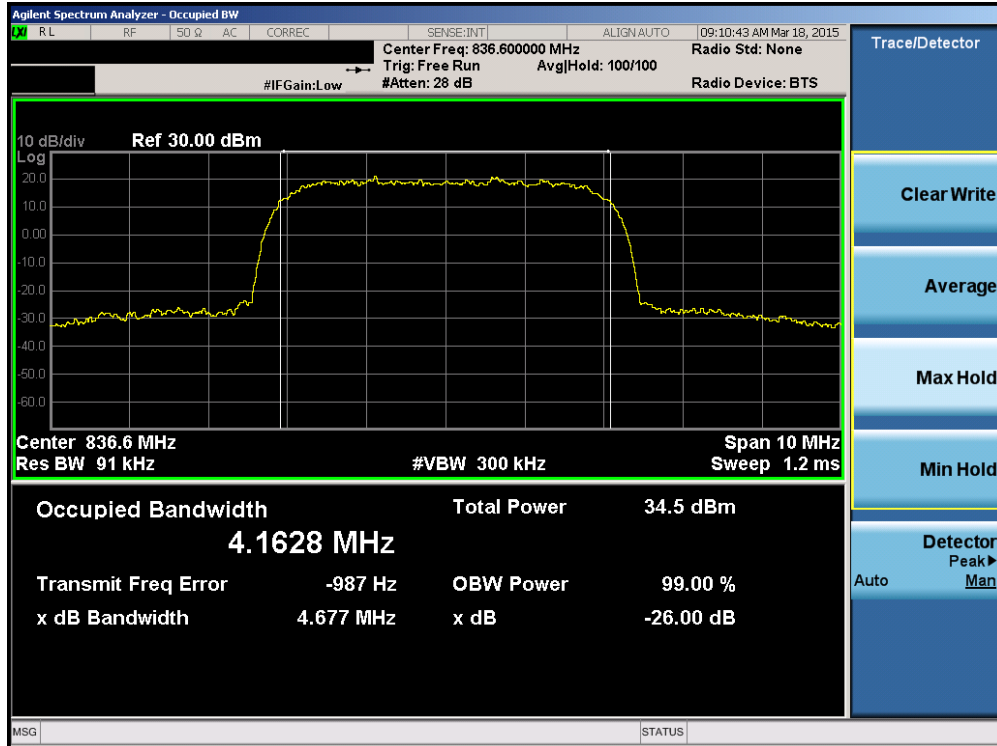 Agilent Spectrum Analyzer - Occupied BW
LXI RL RF 50 Ω AC CORREC SENSE:INT ALIGN AUTO 09:10:43 AM Mar 18, 2015
Center Freq: 836.600000 MHz Radio Std: None
Trig: Free Run Avg|Hold: 100/100
#IFGain:Low #Atten: 28 dB Radio Device: BTS
Trace/Detector
10 dB/div Ref 30.00 dBm
Log
20.0
10.0
0.00
-10.0
-20.0
-30.0
-40.0
-50.0
-60.0
Center 836.6 MHz Span 10 MHz
Res BW 91 kHz #VBW 300 kHz Sweep 1.2 ms
Occupied Bandwidth Total Power 34.5 dBm
4.1628 MHz
Transmit Freq Error -987 Hz OBW Power 99.00 %
x dB Bandwidth 4.677 MHz x dB -26.00 dB
Clear Write
Average
Max Hold
Min Hold
Detector
Peak▶
Auto Man
MSG STATUS